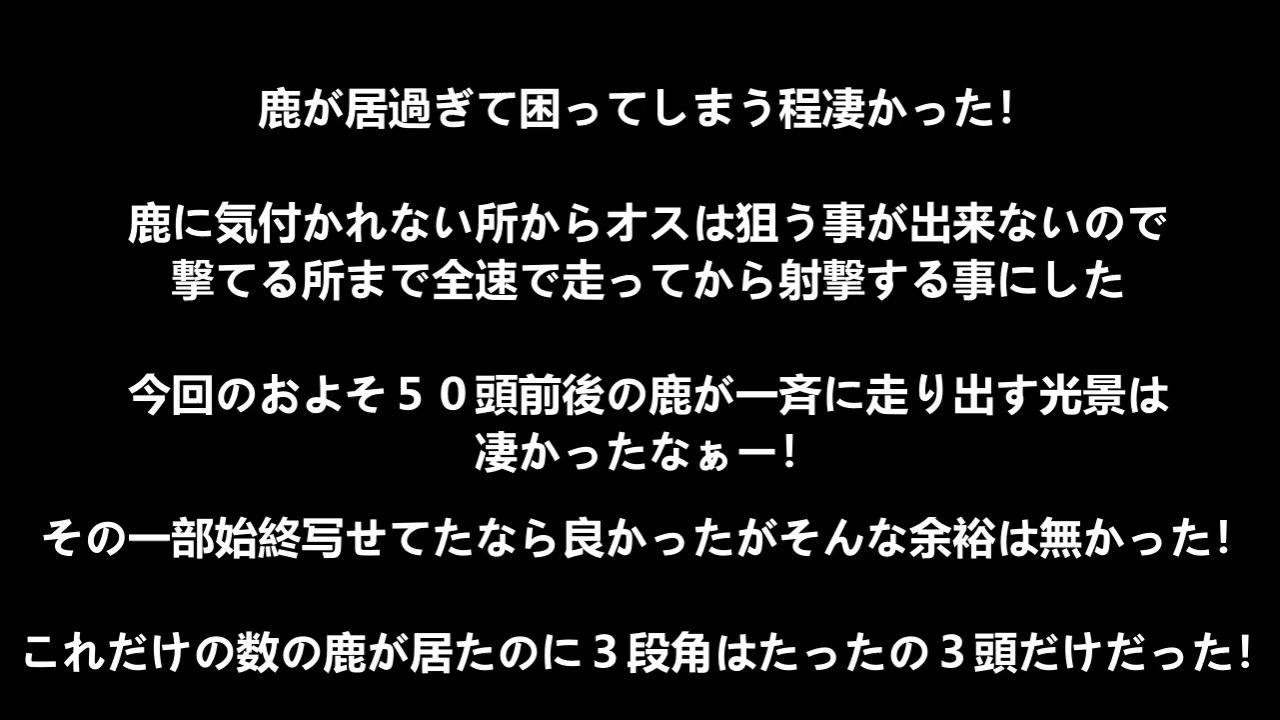 鹿が居過ぎて困ってしまう程凄かった！
鹿に気付かれない所からオスは狙う事が出来ないので
撃てる所まで全速で走ってから射撃する事にした
今回のおよそ５０頭前後の鹿が一斉に走り出す光景は
凄かったなぁー！
その一部始終写せてたなら良かったがそんな余裕は無かった！
これだけの数の鹿が居たのに３段角はたったの３頭だけだった！